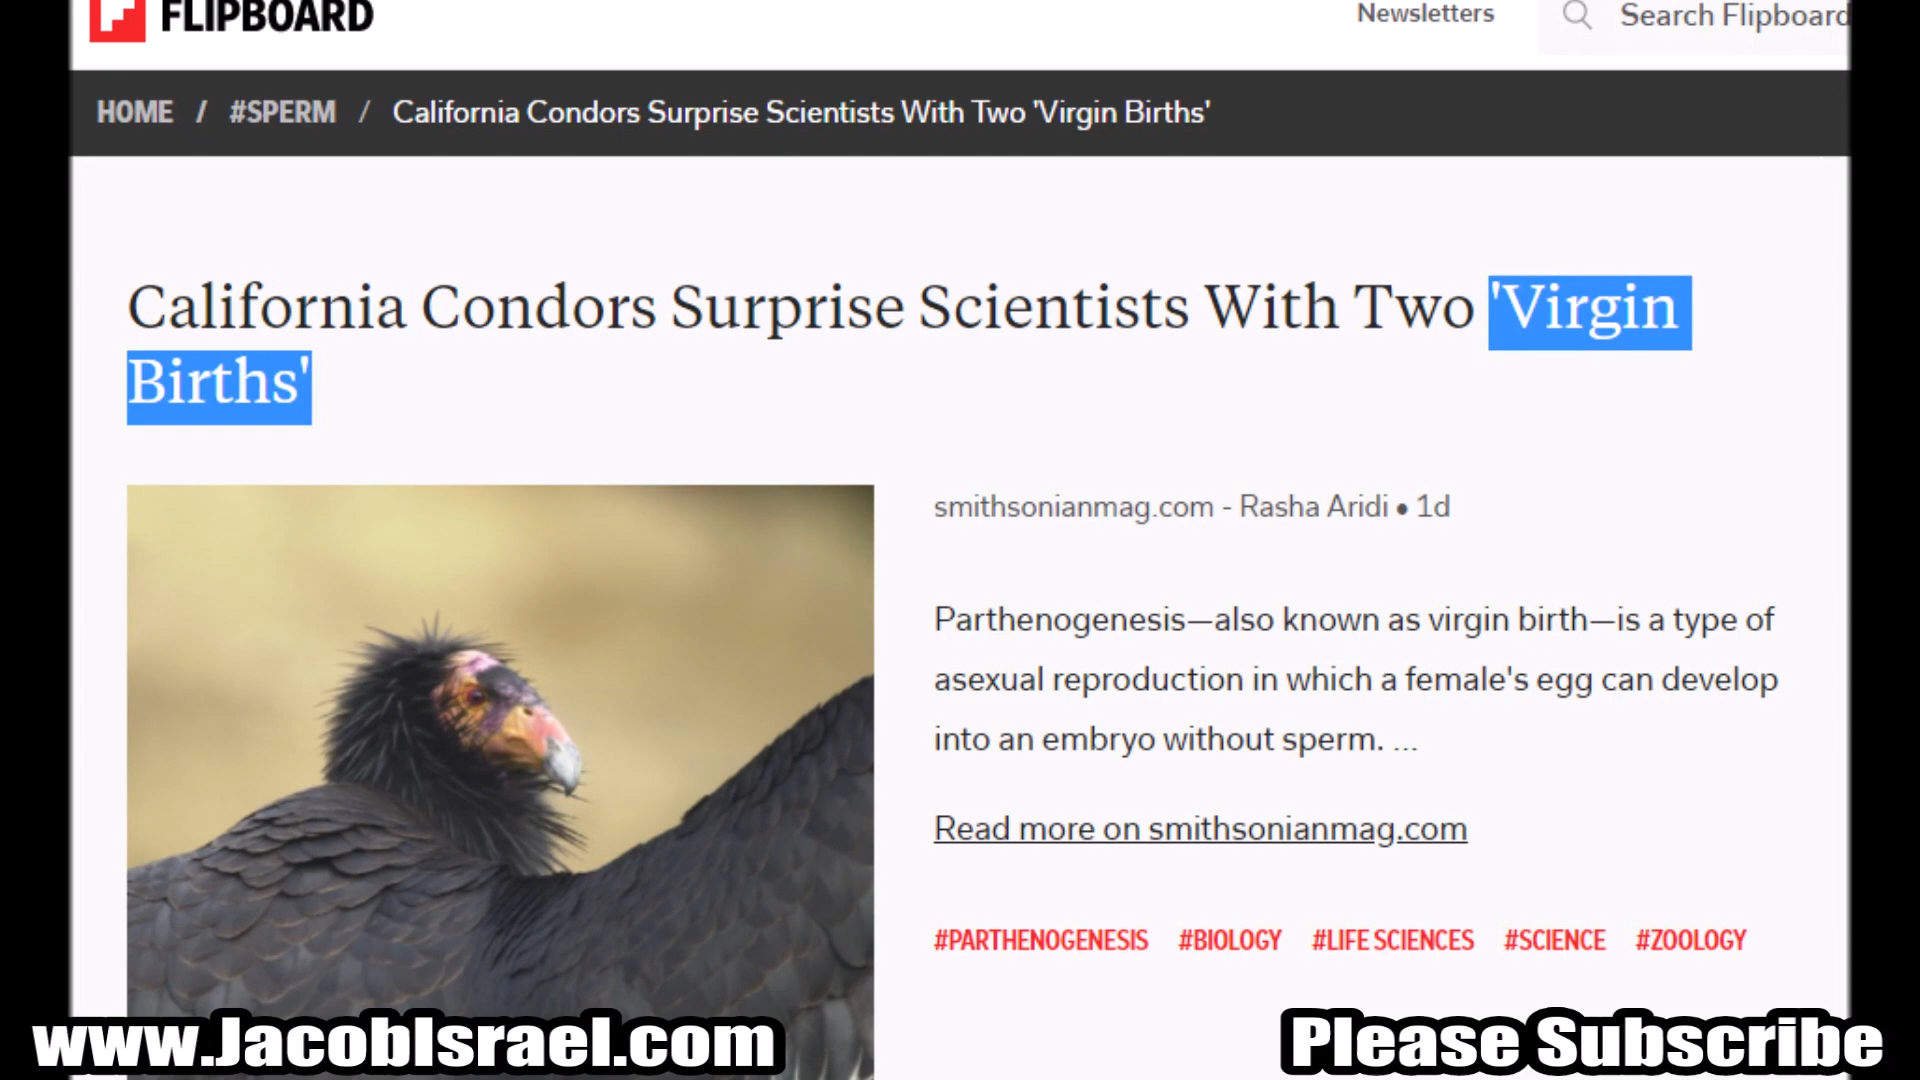 FLIPBOARD
Newsletters
Search Flipboard
HOME / #SPERM / California Condors Surprise Scientists With Two 'Virgin Births'
California Condors Surprise Scientists With Two 'Virgin
Births'
smithsonianmag.com - Rasha Aridi • 1d
Parthenogenesis—also known as virgin birth—is a type of
asexual reproduction in which a female's egg can develop
into an embryo without sperm. ...
Read more on smithsonianmag.com
#PARTHENOGENESIS #BIOLOGY #LIFE SCIENCES #SCIENCE #ZOOLOGY
www.JacobIsrael.com
Please Subscribe